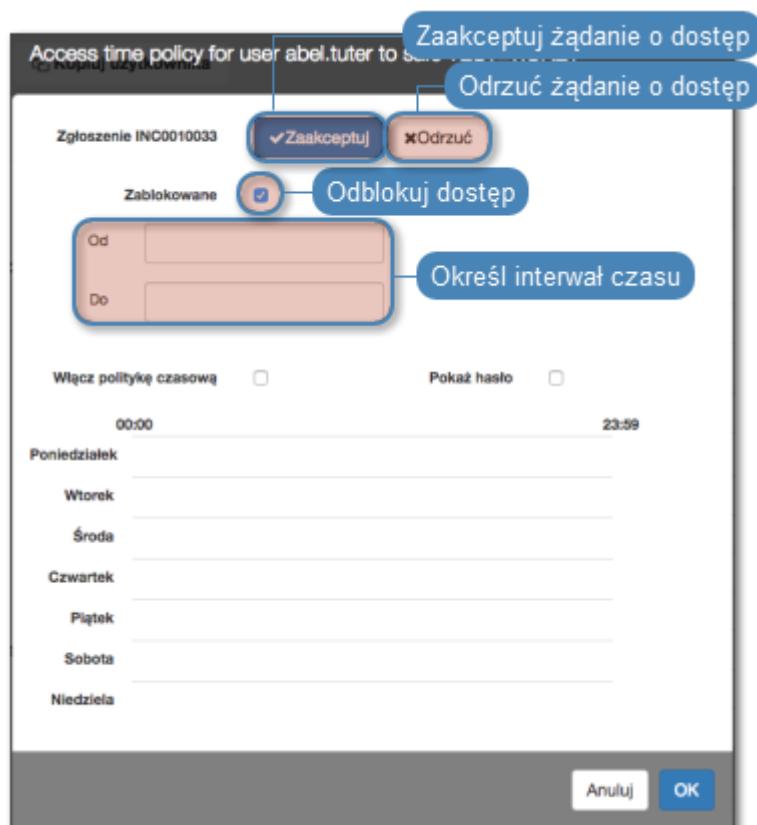 Zaakceptuj żądanie o dostęp
Access time policy for user abel.tuter to
Kopiuj użytkownika
Odrzuć żądanie o dostęp
Zgłoszenie INC0010033 Zaakceptuj Odrzuć
Zablokowane Odblokuj dostęp
Od
Określ interwał czasu
Do
Włącz politykę czasową Pokaż hasło
00:00 23:59
Poniedziałek
Wtorek
Środa
Czwartek
Piątek
Sobota
Niedziela
Anuluj OK